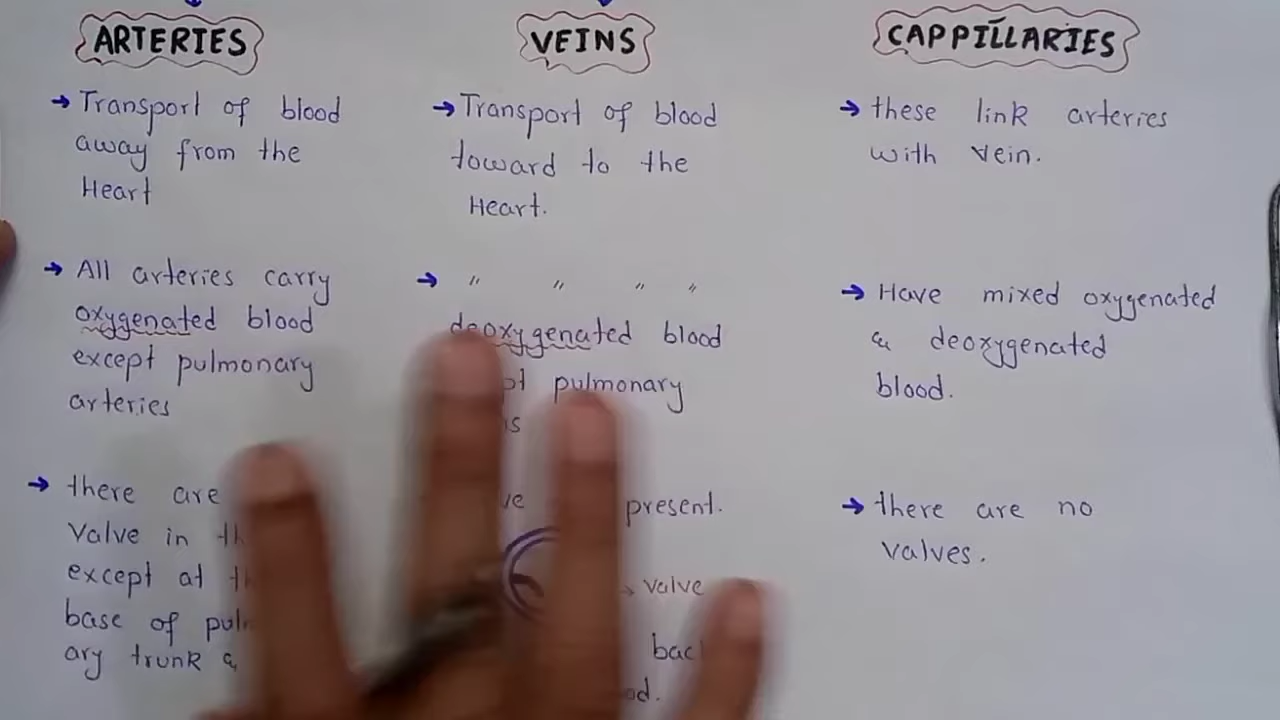 ARTERIES
→ Transport of blood
away from the
Heart
→ All arteries carry
oxygenated blood
except pulmonary
arteries
→ there are
Valve in
except at
base of
ary trunk &
VEINS
→ Transport of blood
toward to the
Heart.
→ " " " "
deoxygenated blood
pulmonary
present.
→ valve
CAPPILLARIES
→ these link arteries
with vein.
→ Have mixed oxygenated
& deoxygenated
blood.
→ there are no
valves.